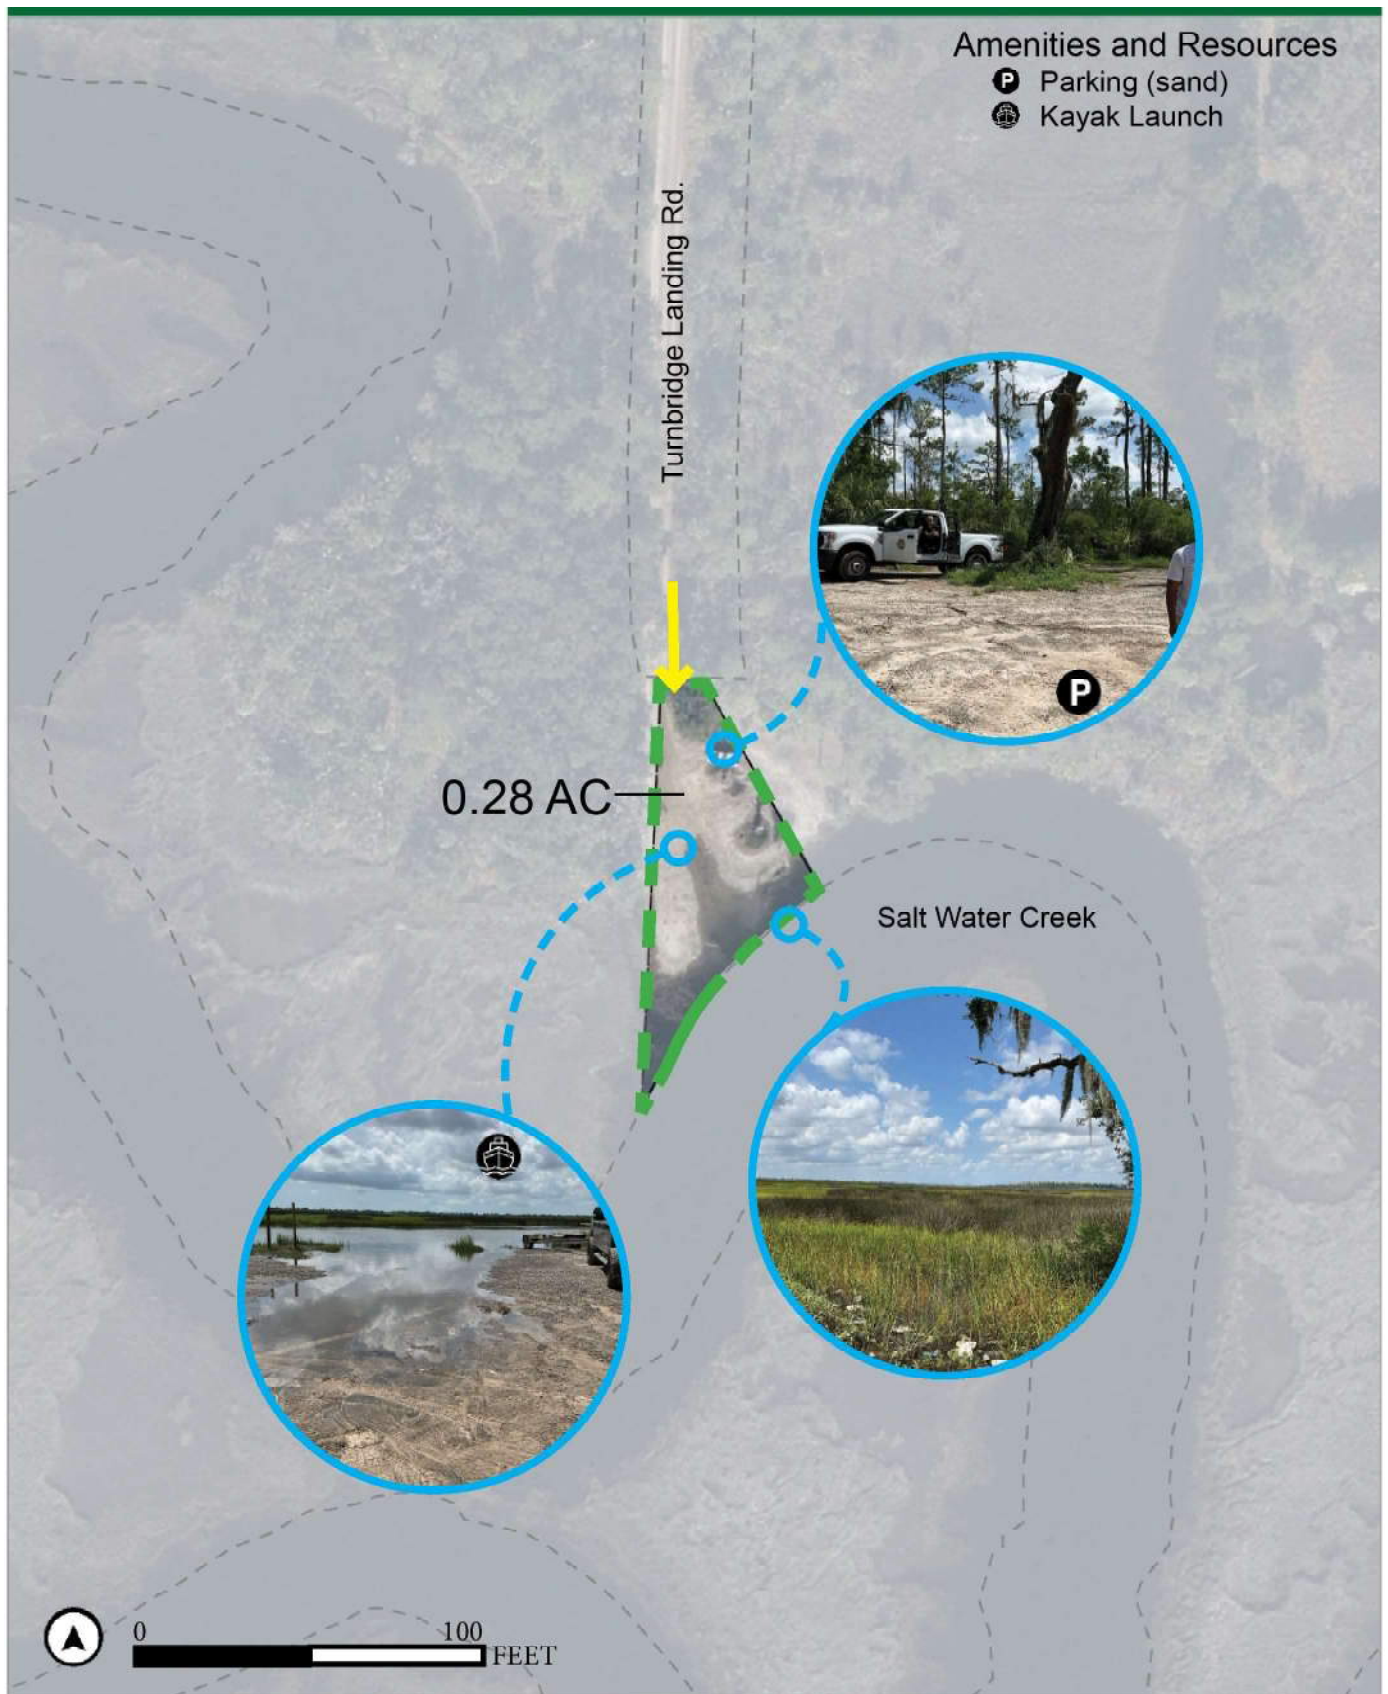 Amenities and Resources
P Parking (sand)
Kayak Launch
Turnbridge Landing Rd.
P
0.28 AC
Salt Water Creek
0 100
FEET